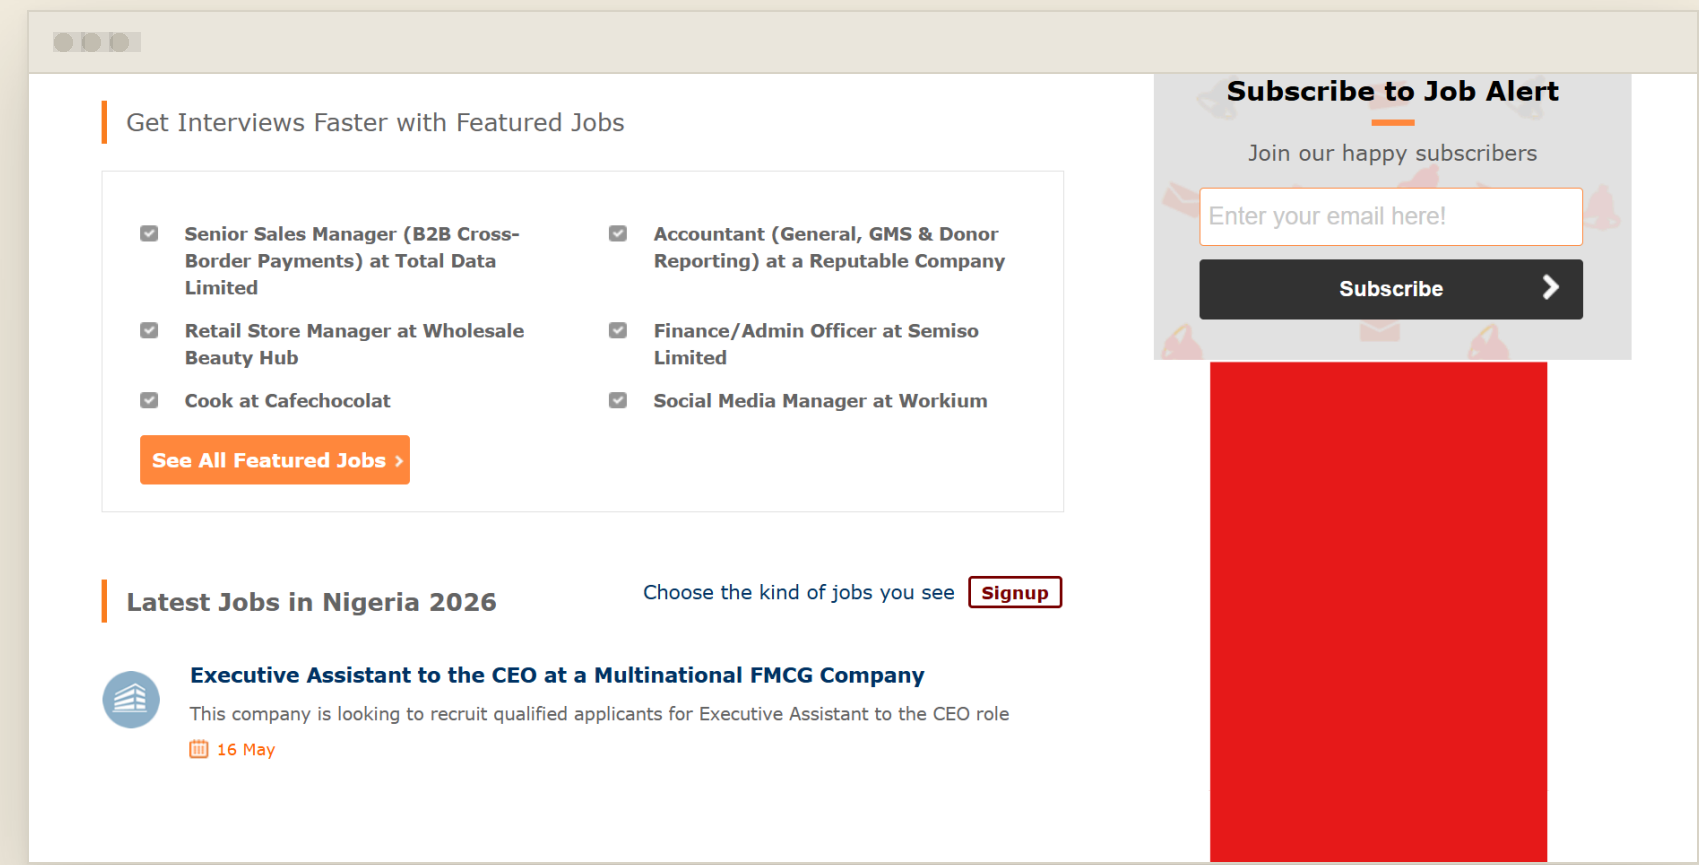 Get Interviews Faster with Featured Jobs
Senior Sales Manager (B2B Cross-
Border Payments) at Total Data
Limited
Accountant (General, GMS & Donor
Reporting) at a Reputable Company
Retail Store Manager at Wholesale
Beauty Hub
Finance/Admin Officer at Semiso
Limited
Cook at Cafechocolat
Social Media Manager at Workium
See All Featured Jobs ›
Latest Jobs in Nigeria 2026
Choose the kind of jobs you see
Signup
Executive Assistant to the CEO at a Multinational FMCG Company
This company is looking to recruit qualified applicants for Executive Assistant to the CEO role
16 May
Subscribe to Job Alert
Join our happy subscribers
Enter your email here!
Subscribe